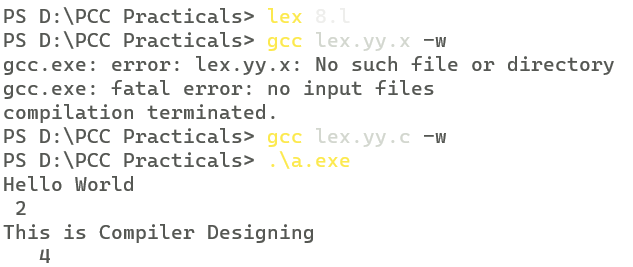 PS D:\PCC Practicals> lex 8.l
PS D:\PCC Practicals> gcc lex.yy.x -w
gcc.exe: error: lex.yy.x: No such file or directory
gcc.exe: fatal error: no input files
compilation terminated.
PS D:\PCC Practicals> gcc lex.yy.c -w
PS D:\PCC Practicals> .\a.exe
Hello World
 2
This is Compiler Designing
   4